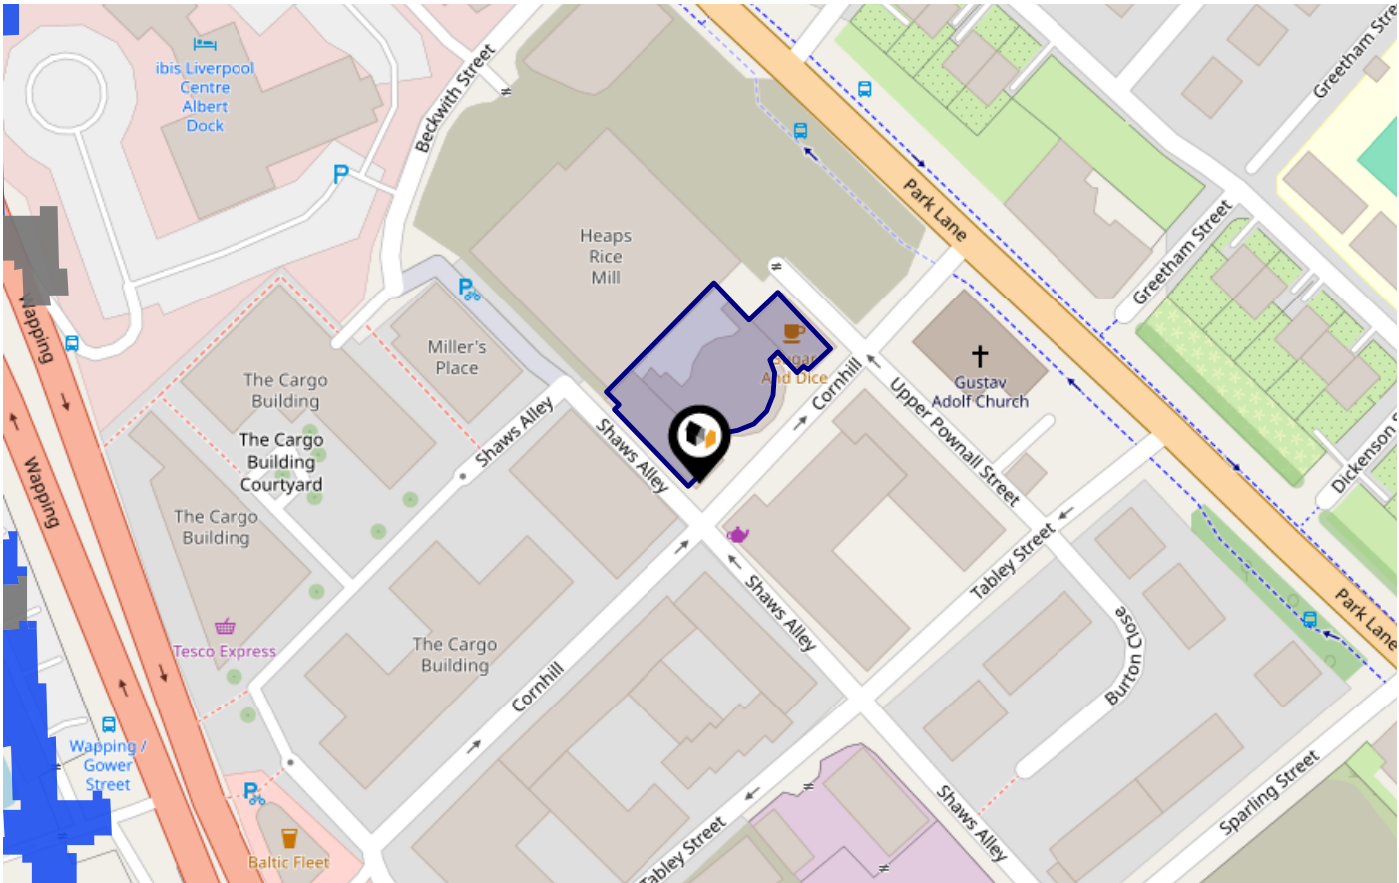 ibis Liverpool
Centre
Albert
Dock
P
Beckwith Street
Park Lane
Greetham Stre
Greetham Street
Heaps
Rice
Mill
P
Wapping
Miller's
Place
The Cargo
Building
Sugar
And Dice
Cornhill
Gustav
Adolf Church
Upper Pownall Street
Dickenson
Shaws Alley
Shaws Alley
The Cargo
Building
Courtyard
Wapping
The Cargo
Building
Tabley Street
Shaws Alley
Park Lane
Tesco Express
The Cargo
Building
Burton Close
Cornhill
Wapping /
Gower
Street
P
Baltic Fleet
Tabley Street
Shaws Alley
Sparling Street